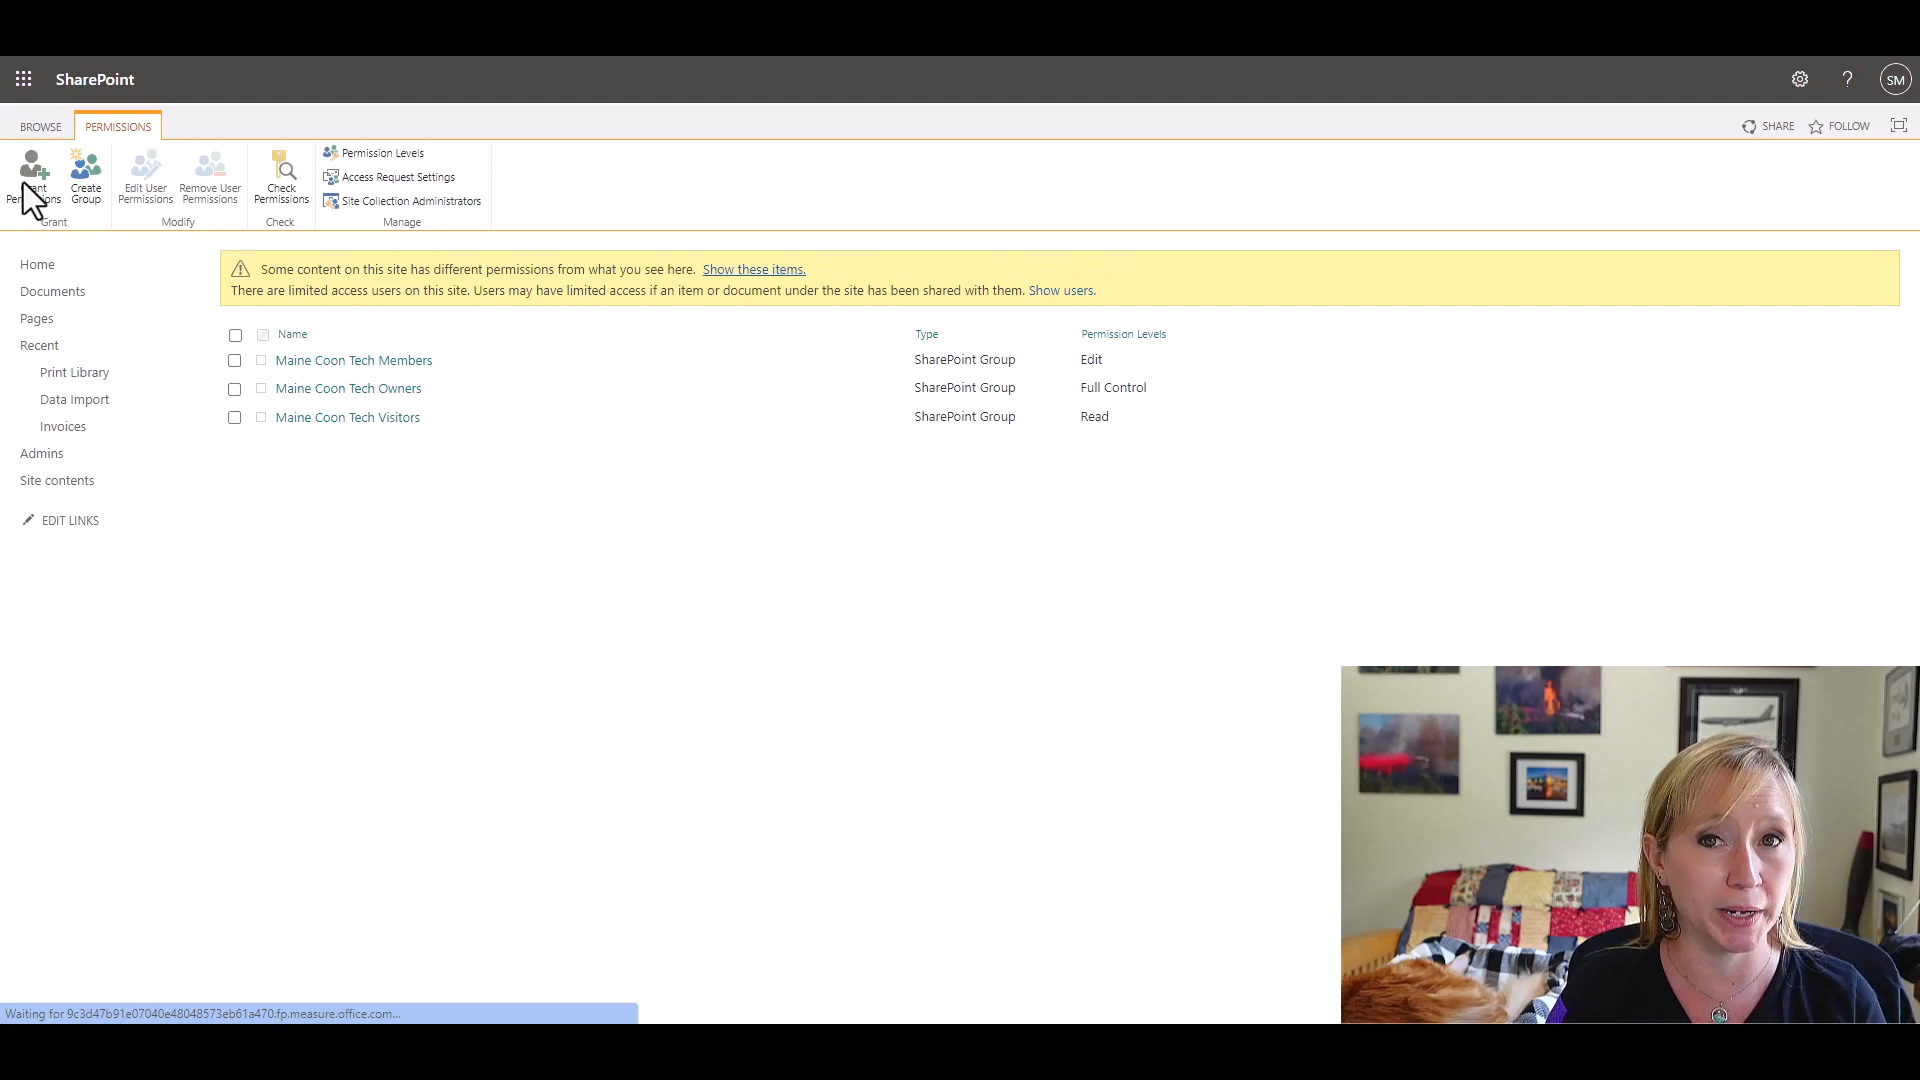 SharePoint
SM
BROWSE
PERMISSIONS
SHARE
FOLLOW
Create
Group
Edit User
Permissions
Remove User
Permissions
Check
Permissions
Permission Levels
Access Request Settings
Site Collection Administrators
Grant
Modify
Check
Manage
Home
Documents
Pages
Recent
Print Library
Data Import
Invoices
Admins
Site contents
EDIT LINKS
Some content on this site has different permissions from what you see here. Show these items.
There are limited access users on this site. Users may have limited access if an item or document under the site has been shared with them. Show users.
Name Type Permission Levels
Maine Coon Tech Members SharePoint Group Edit
Maine Coon Tech Owners SharePoint Group Full Control
Maine Coon Tech Visitors SharePoint Group Read
Waiting for 9c3d47b91e07040e48048573eb61a470.fp.measure.office.com...